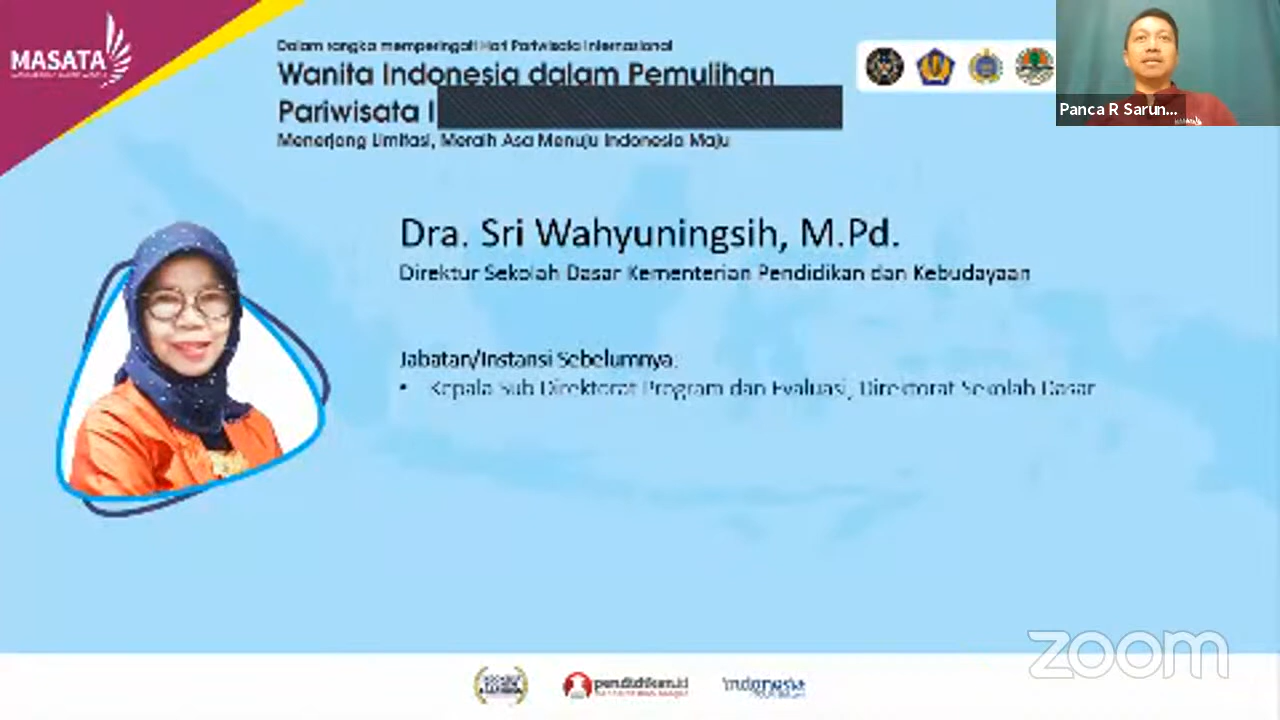 MASATA
Dalam rangka memperingati Hari Pariwisata Internasional
Wanita Indonesia dalam Pemulihan
Pariwisata I
Menerjang Limitasi, Meraih Asa Menuju Indonesia Maju
Panca R Sarun...
Dra. Sri Wahyuningsih, M.Pd.
Direktur Sekolah Dasar Kementerian Pendidikan dan Kebudayaan
Jabatan/Instansi Sebelumnya:
• Kepala Sub Direktorat Program dan Evaluasi, Direktorat Sekolah Dasar
zoom
pendidikan.id
indonesia